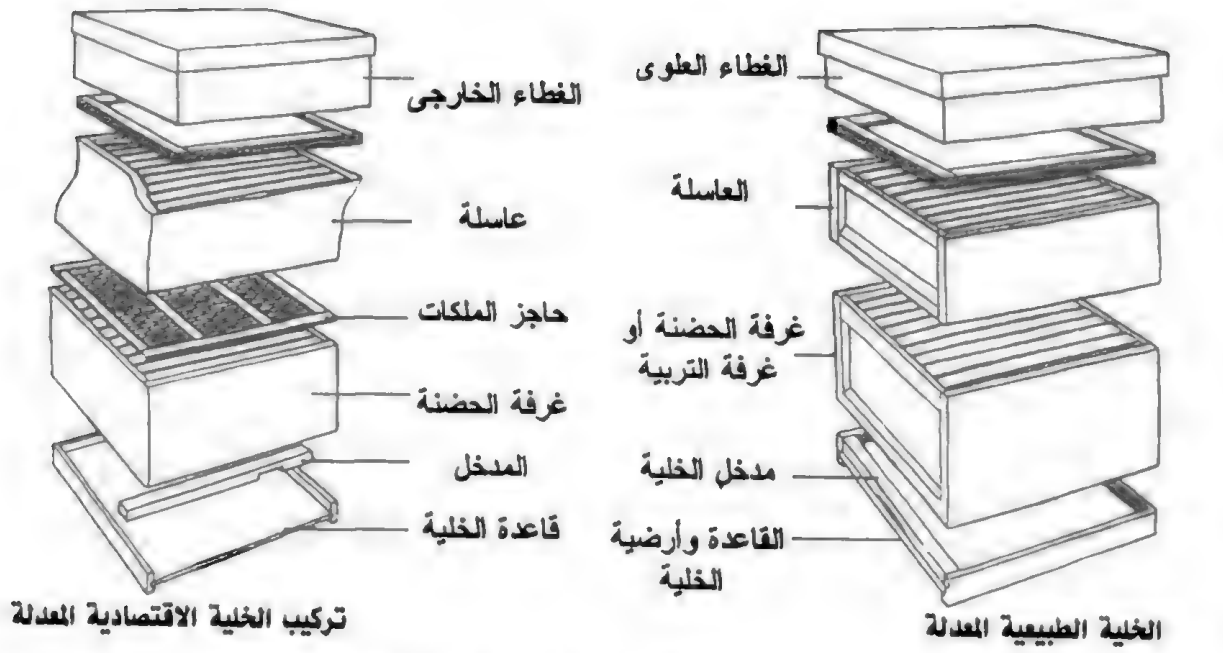 الغطاء العلوى
العاسلة
غرفة الحضنة أو
غرفة التربية
مدخل الخلية
القاعدة وأرضية
الخلية
الخلية الطبيعية المعدلة
الغطاء الخارجى
عاسلة
حاجز الملكات
غرفة الحضنة
المدخل
قاعدة الخلية
تركيب الخلية الاقتصادية المعدلة